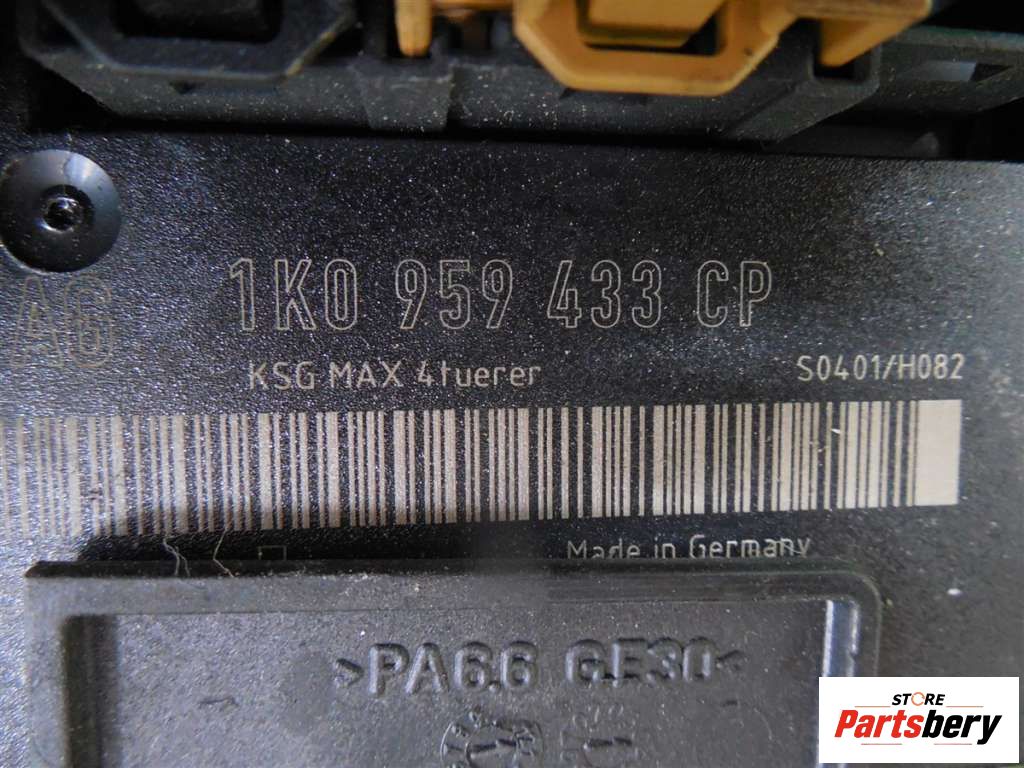 1K0 959 433 CP
A6
KSG MAX 4tuerer S0401/H082
Made in Germany
>PA6.6 GF30<
STORE
Partsbery